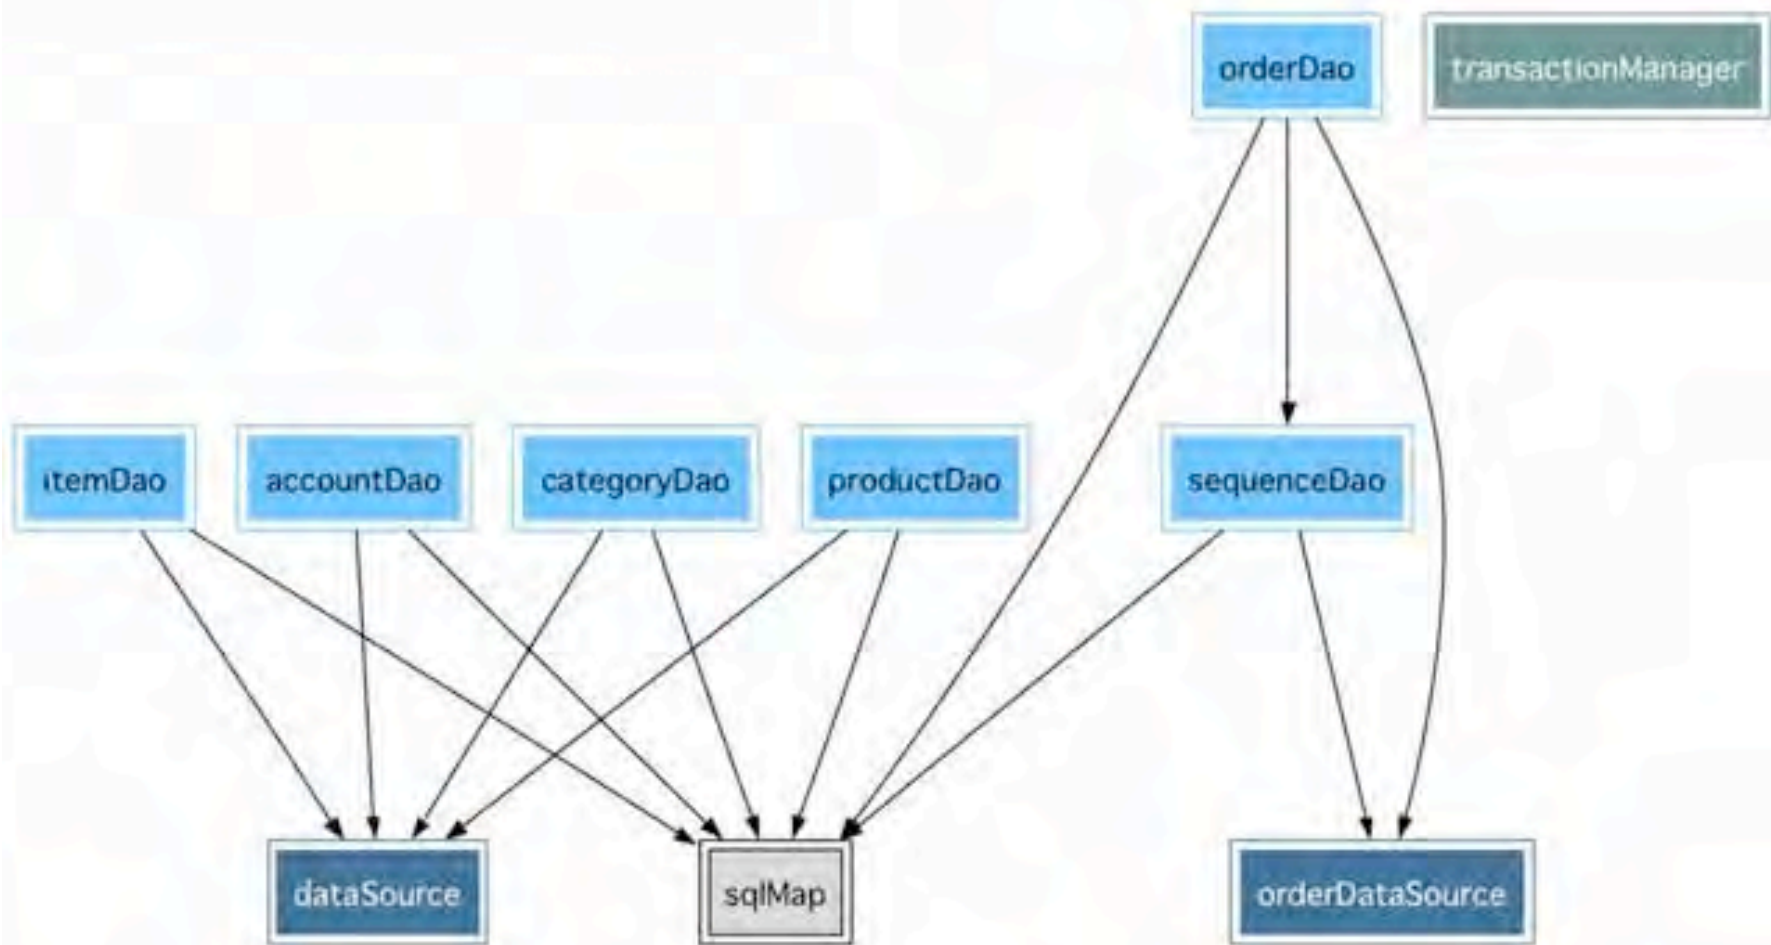 orderDao
transactionManager
itemDao
accountDao
categoryDao
productDao
sequenceDao
dataSource
sqlMap
orderDataSource